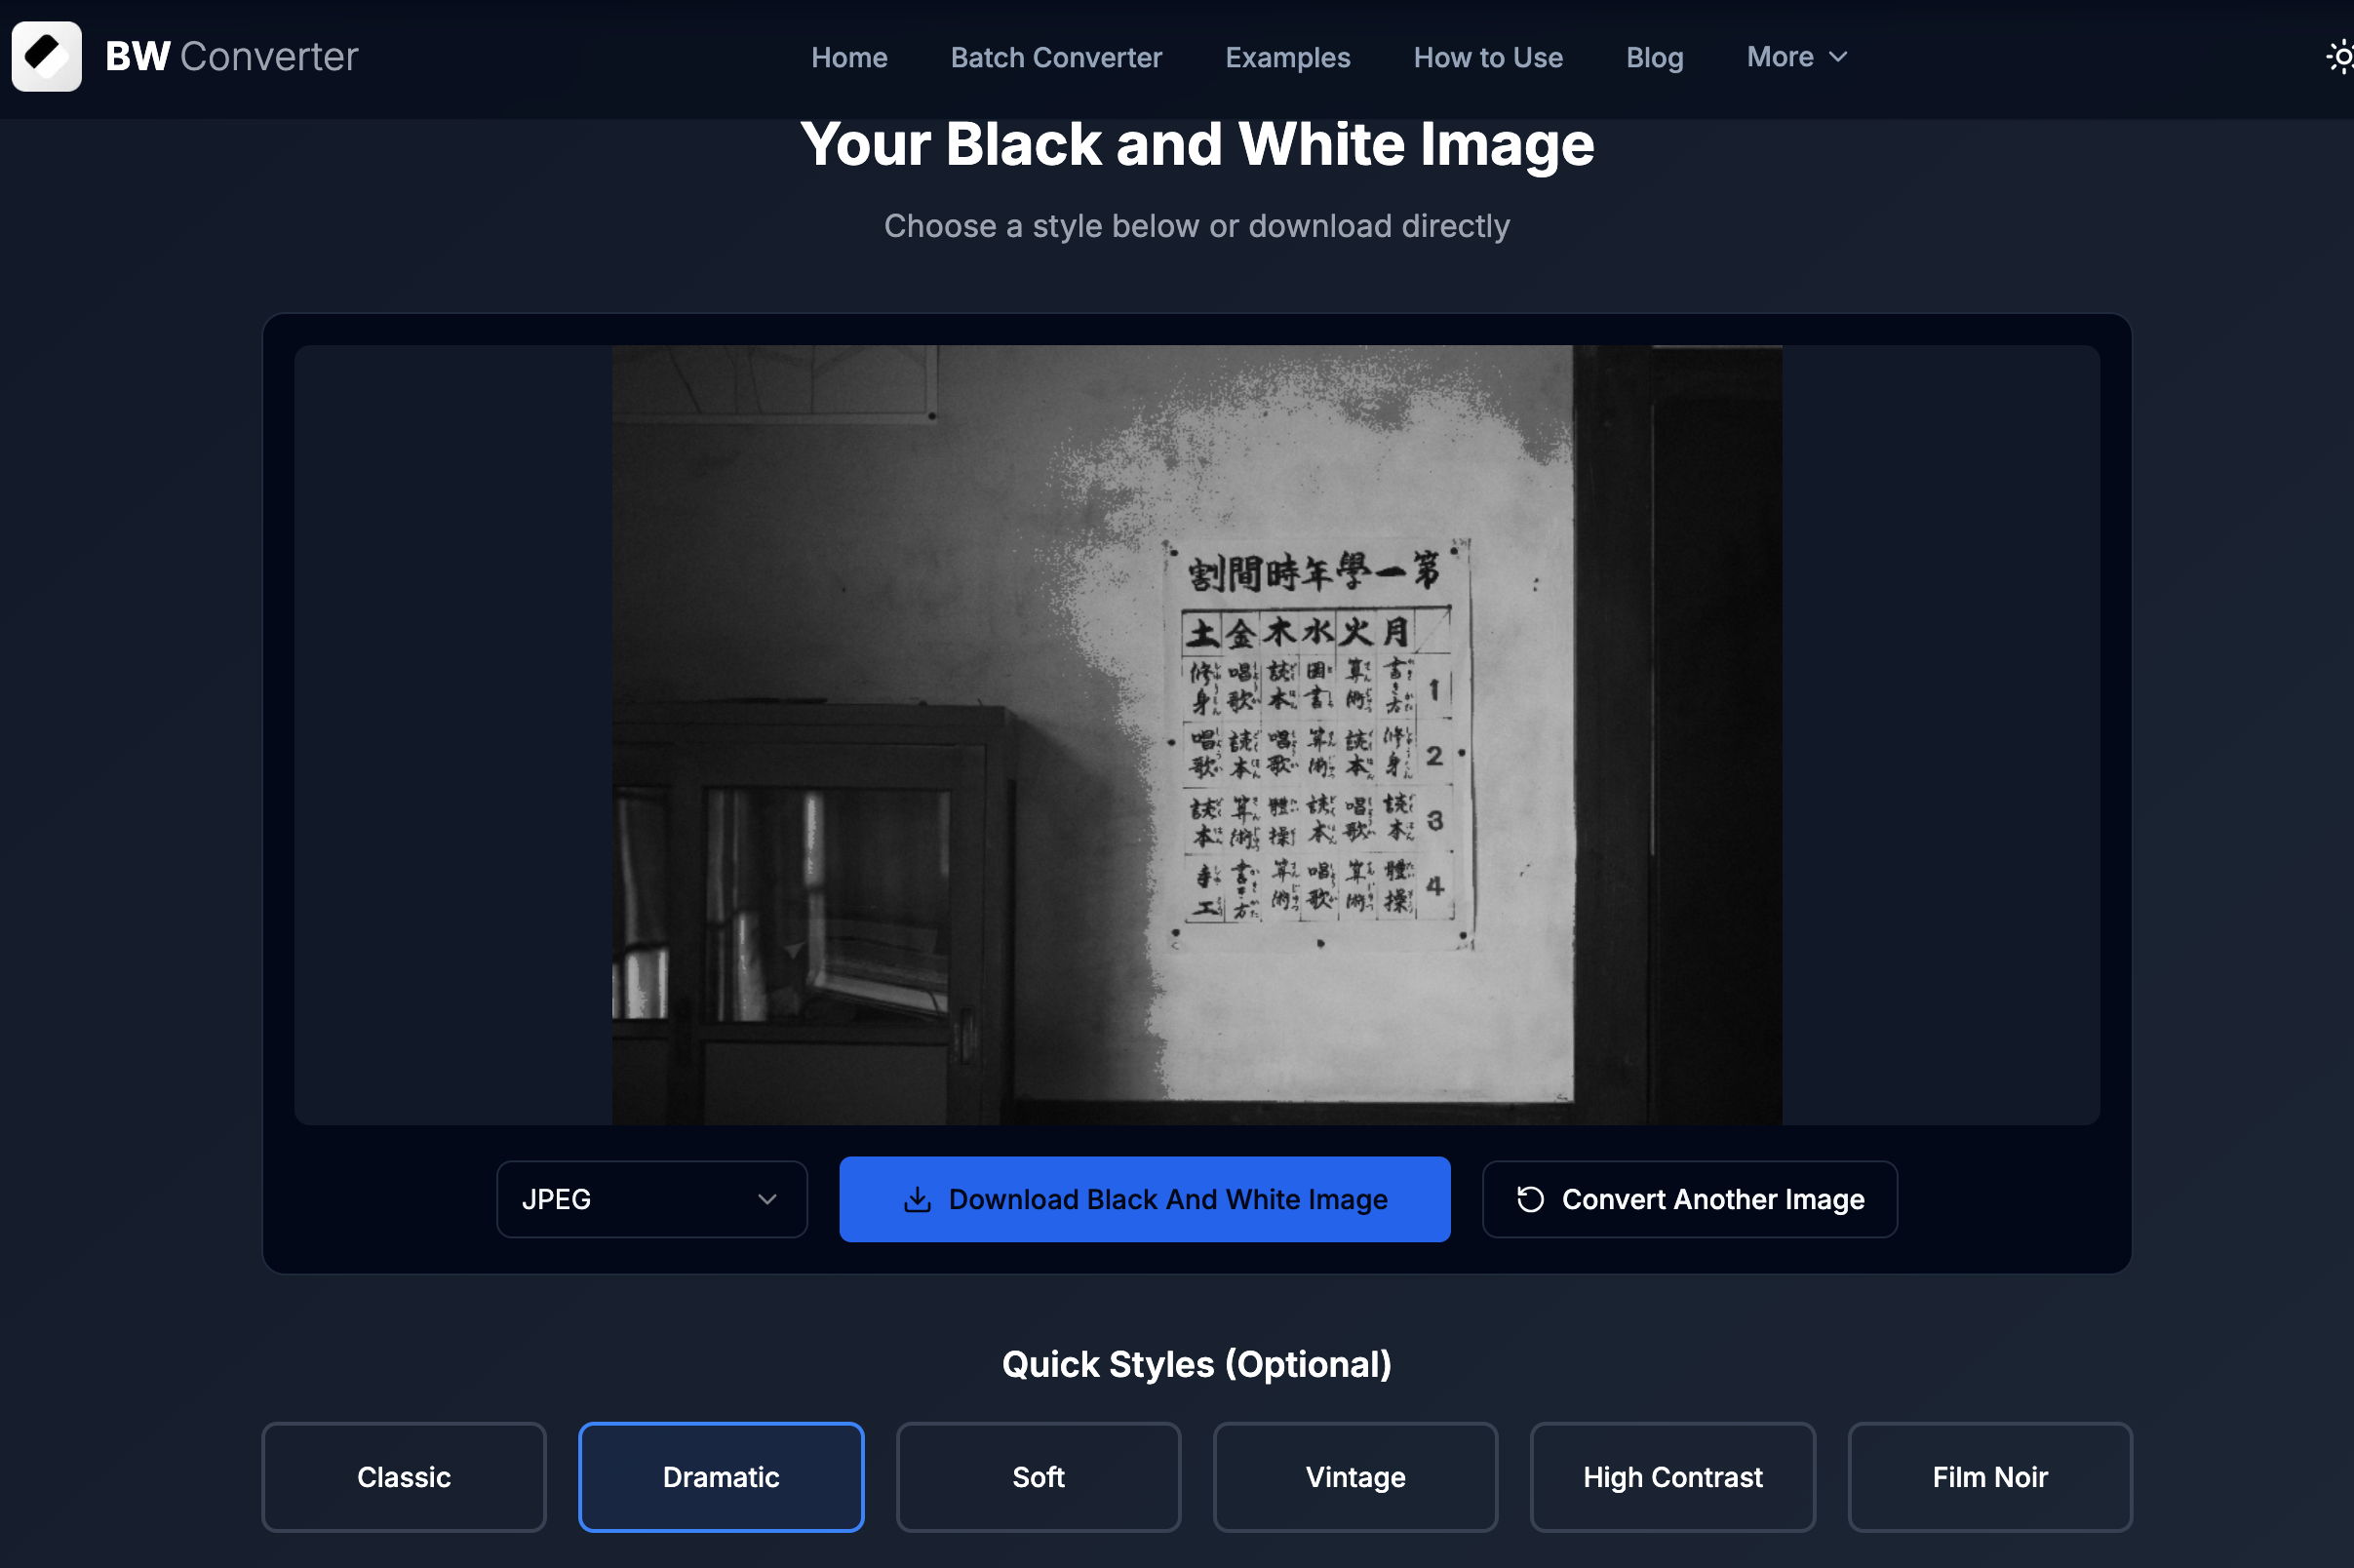 BW Converter
Home
Batch Converter
Examples
How to Use
Blog
More
Your Black and White Image
Choose a style below or download directly
第一學年時間割
月 火 水 木 金 土
1 書き方 算術 読本 唱歌 修身
2 修身 読本 算術 唱歌 読本 唱歌
3 読本 唱歌 読本 體操 算術 読本
4 體操 算術 唱歌 算術 書き方 手工
JPEG
Download Black And White Image
Convert Another Image
Quick Styles (Optional)
Classic
Dramatic
Soft
Vintage
High Contrast
Film Noir